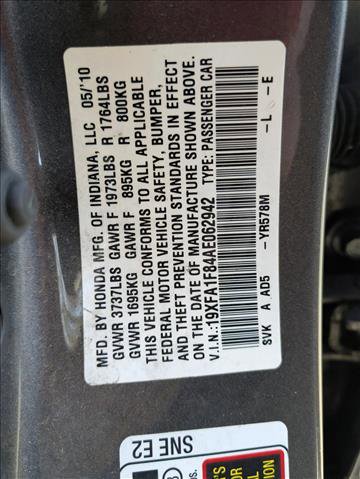 MFD. BY HONDA MFG. OF INDIANA, LLC 05/'10
GVWR 3737LBS GAWR F 1973LBS R 1764LBS
GVWR 1695KG GAWR F 895KG R 800KG
THIS VEHICLE CONFORMS TO ALL APPLICABLE
FEDERAL MOTOR VEHICLE SAFETY, BUMPER,
AND THEFT PREVENTION STANDARDS IN EFFECT
ON THE DATE OF MANUFACTURE SHOWN ABOVE.
V.I.N.:19XFA1F84AE062942 TYPE: PASSENGER CAR
SVK A AD5 -YR578M -L -E
SNE E2